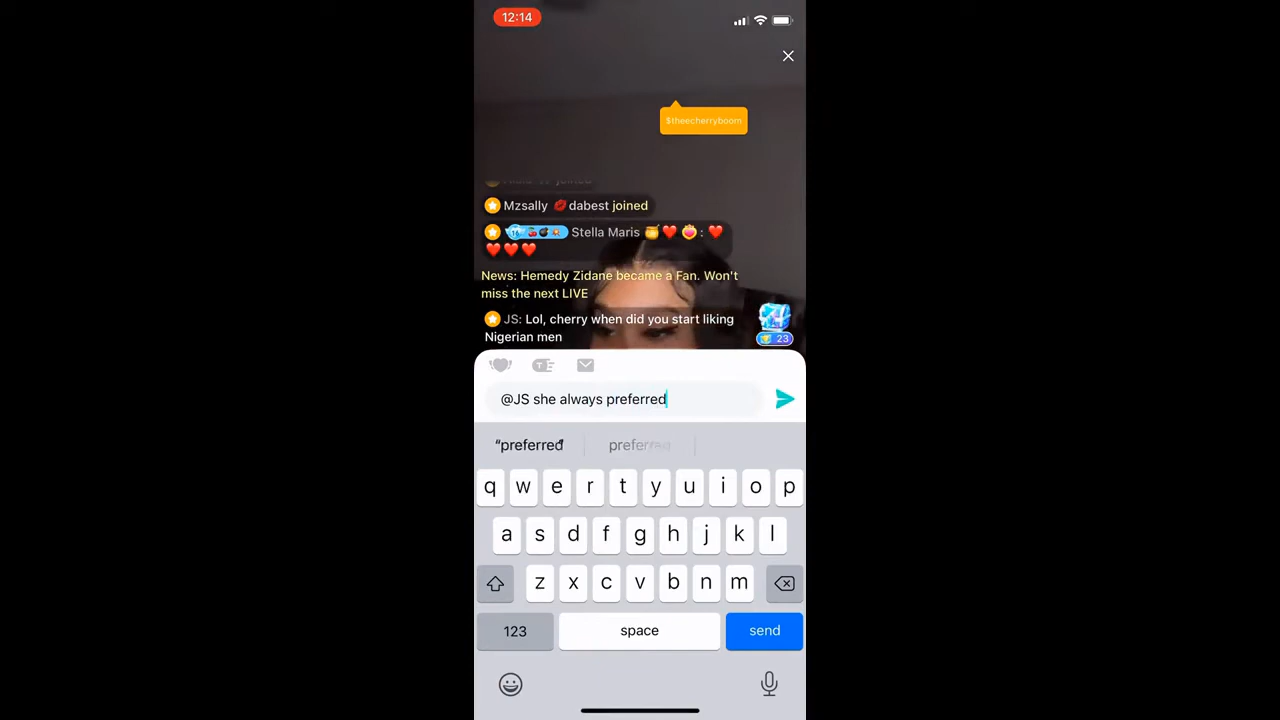 12:14
$theecherryboom
joined
Mzsally 💋dabest joined
Stella Maris 🍯❤️ 💝 : ❤️
❤️❤️❤️
News: Hemedy Zidane became a Fan. Won't
miss the next LIVE
JS: Lol, cherry when did you start liking
Nigerian men
23
@JS she always preferred
“preferred”
q w e r t y u i o p
a s d f g h j k l
z x c v b n m
123 space send